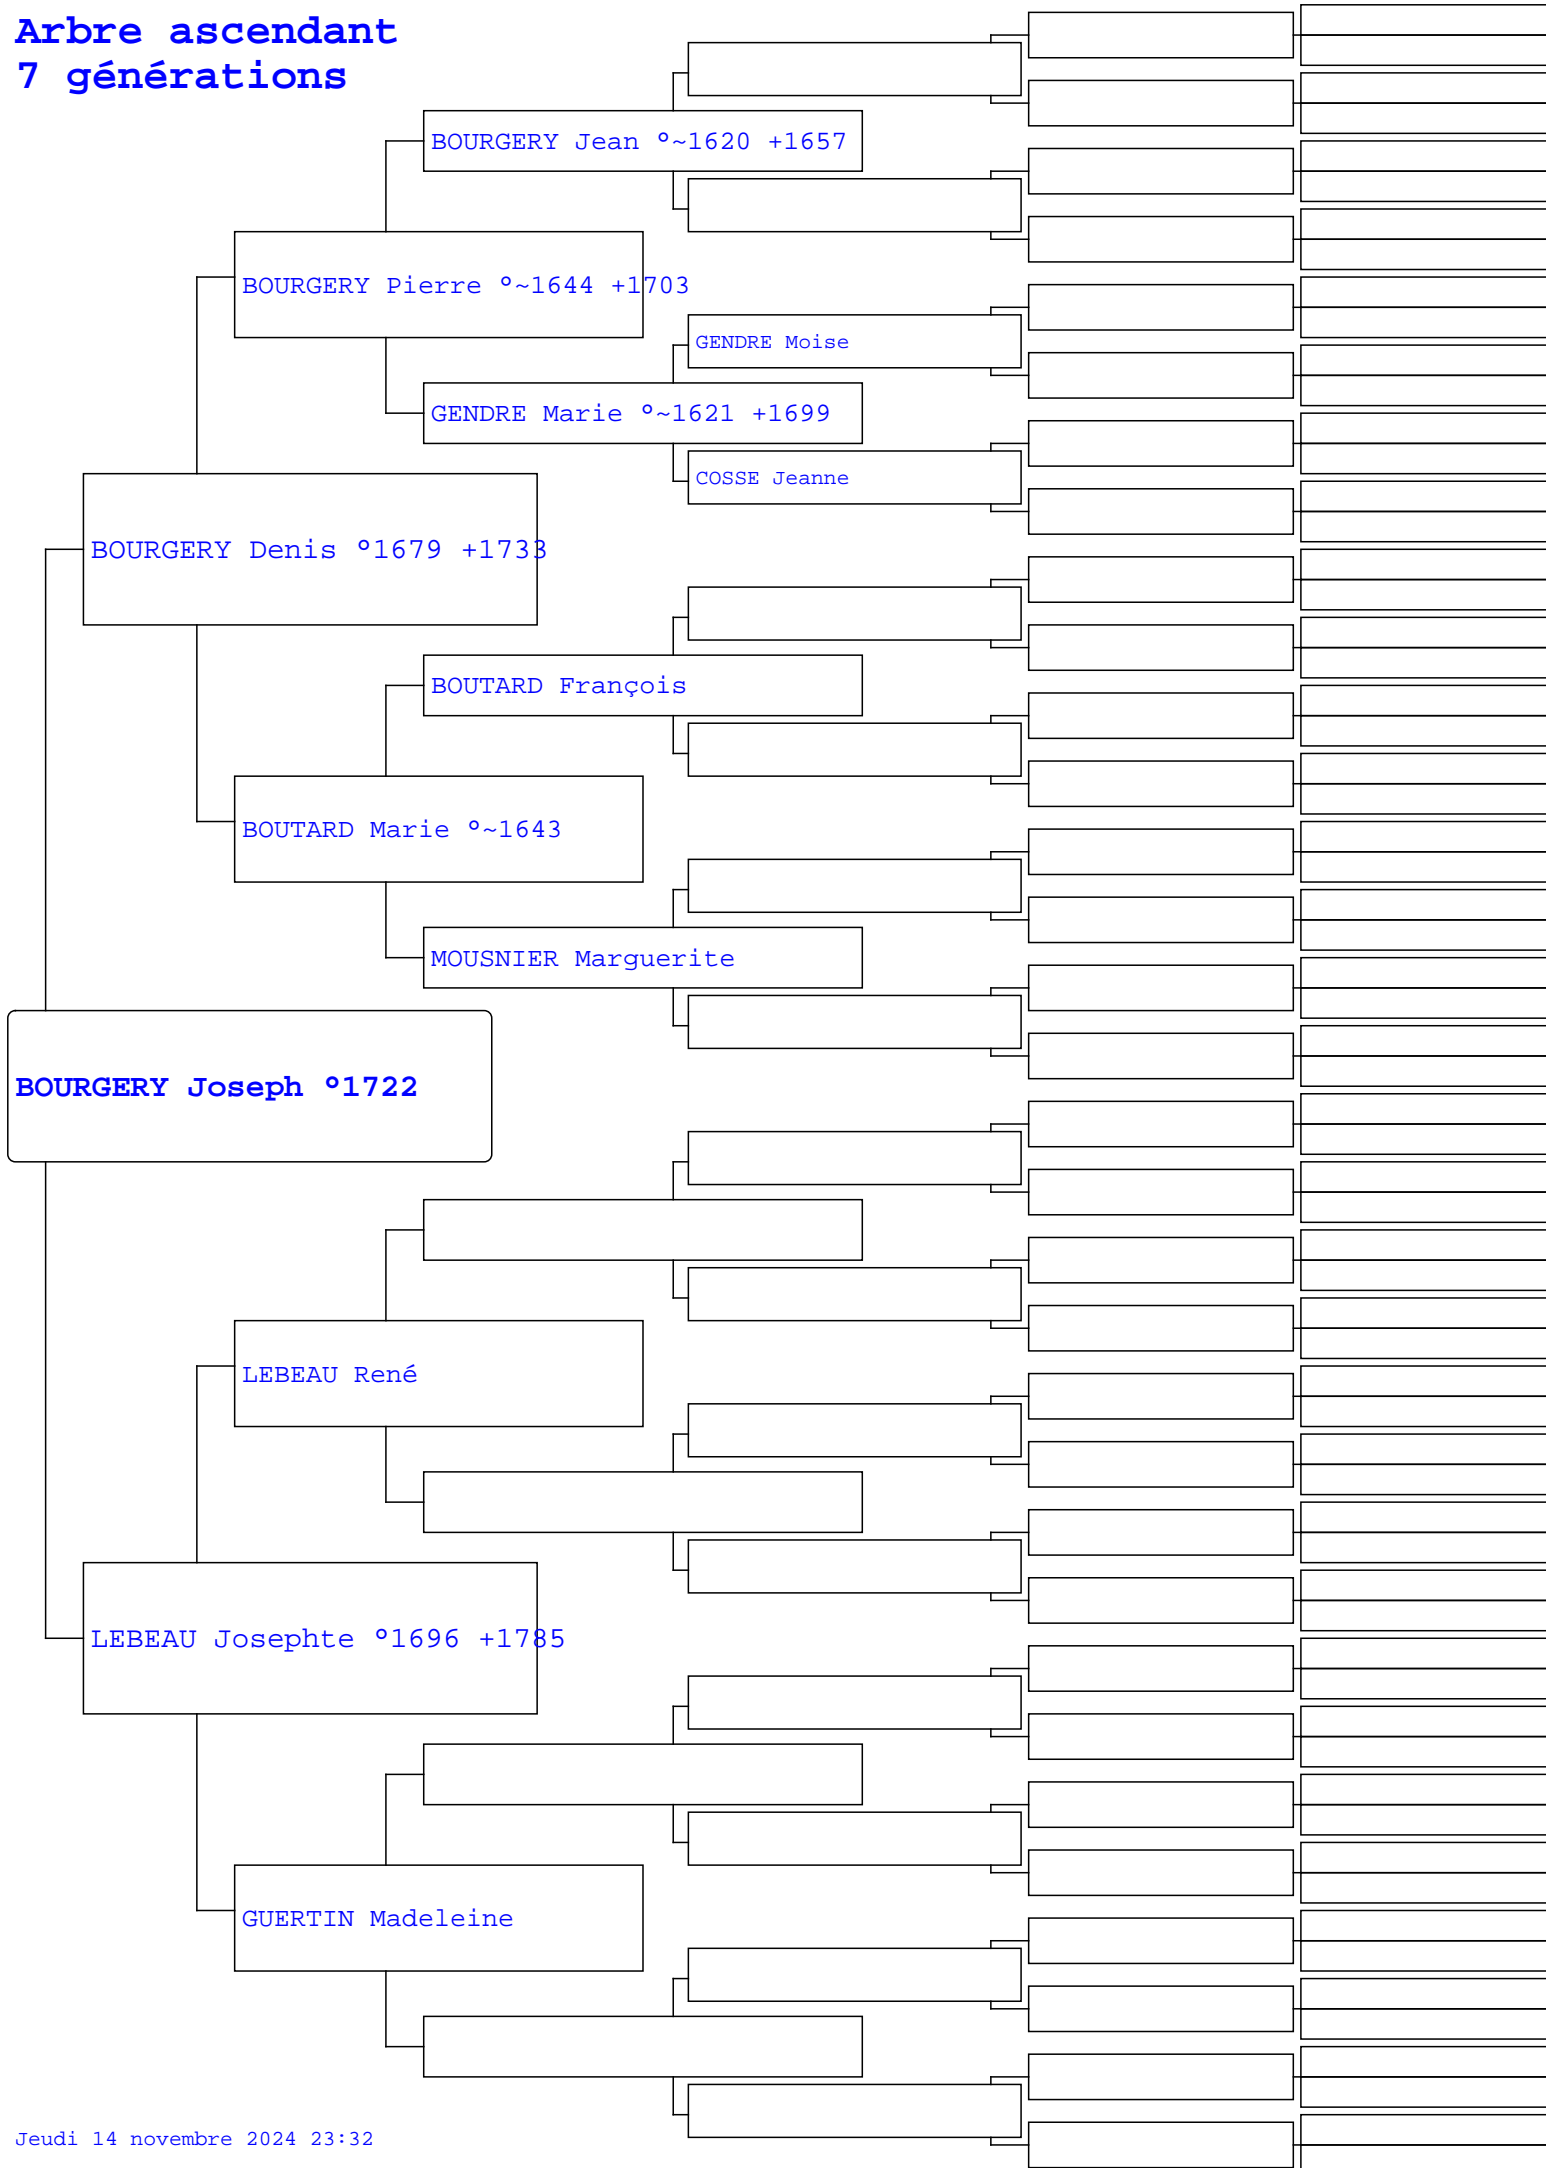 Arbre ascendant
7 générations
BOURGERY Jean °~1620 +1657
BOURGERY Pierre °~1644 +1703
GENDRE Moise
GENDRE Marie °~1621 +1699
COSSE Jeanne
BOURGERY Denis °1679 +1733
BOUTARD François
BOUTARD Marie °~1643
MOUSNIER Marguerite
BOURGERY Joseph °1722
LEBEAU René
LEBEAU Josephte °1696 +1785
GUERTIN Madeleine
Jeudi 14 novembre 2024 23:32